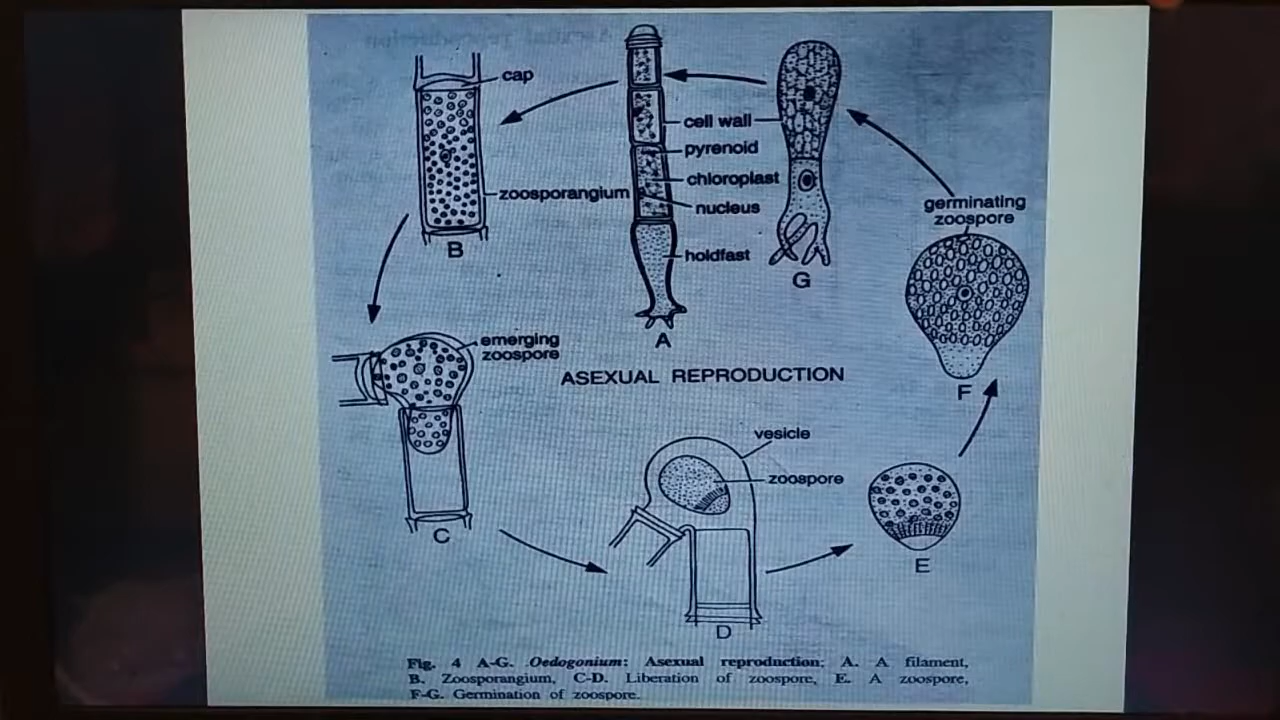 cap
cell wall
pyrenoid
chloroplast
nucleus
holdfast
zoosporangium
germinating
zoospore
B
G
A
emerging
zoospore
F
ASEXUAL REPRODUCTION
vesicle
zoospore
C
E
D
Fig. 4 A-G. Oedogonium: Asexual reproduction; A. A filament,
B. Zoosporangium, C-D. Liberation of zoospore, E. A zoospore,
F-G. Germination of zoospore.